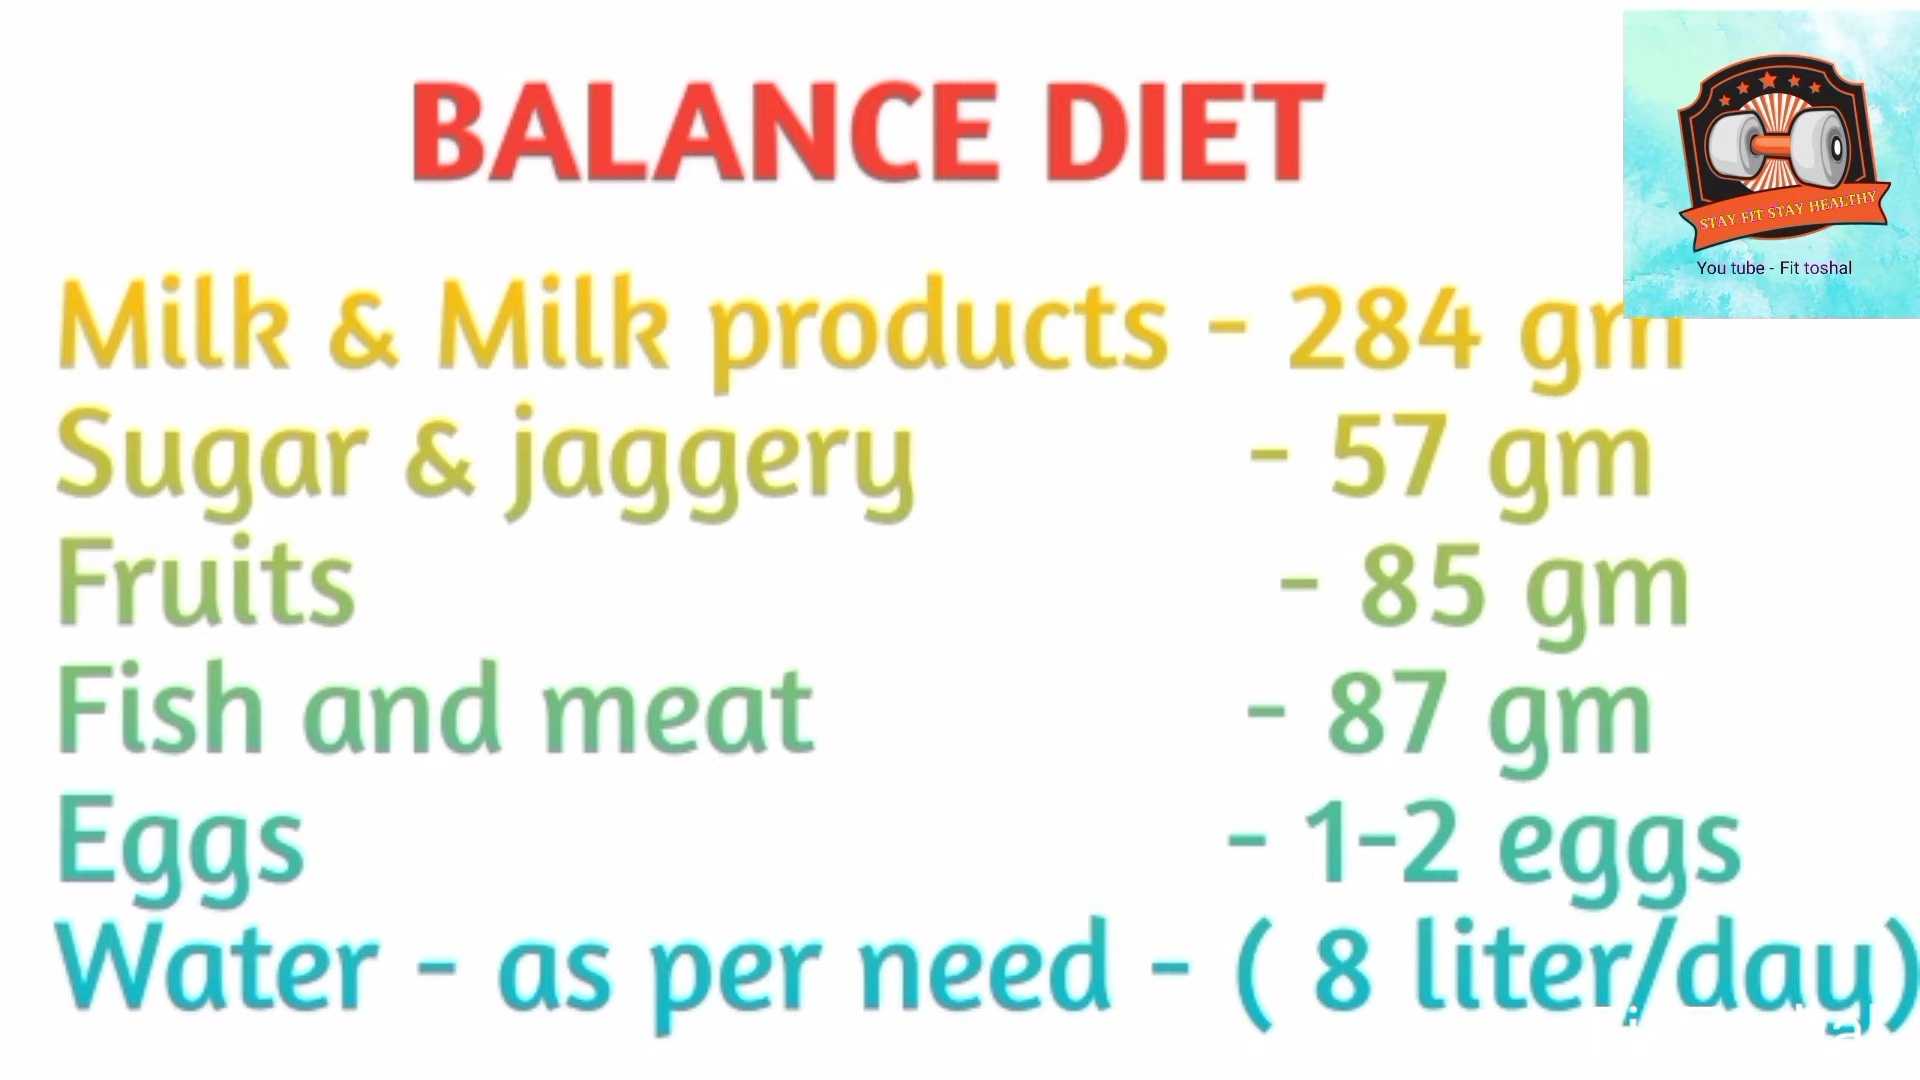 BALANCE DIET
STAY FIT STAY HEALTHY
You tube - Fit toshal
Milk & Milk products - 284 gm
Sugar & jaggery - 57 gm
Fruits - 85 gm
Fish and meat - 87 gm
Eggs - 1-2 eggs
Water - as per need - ( 8 liter/day)